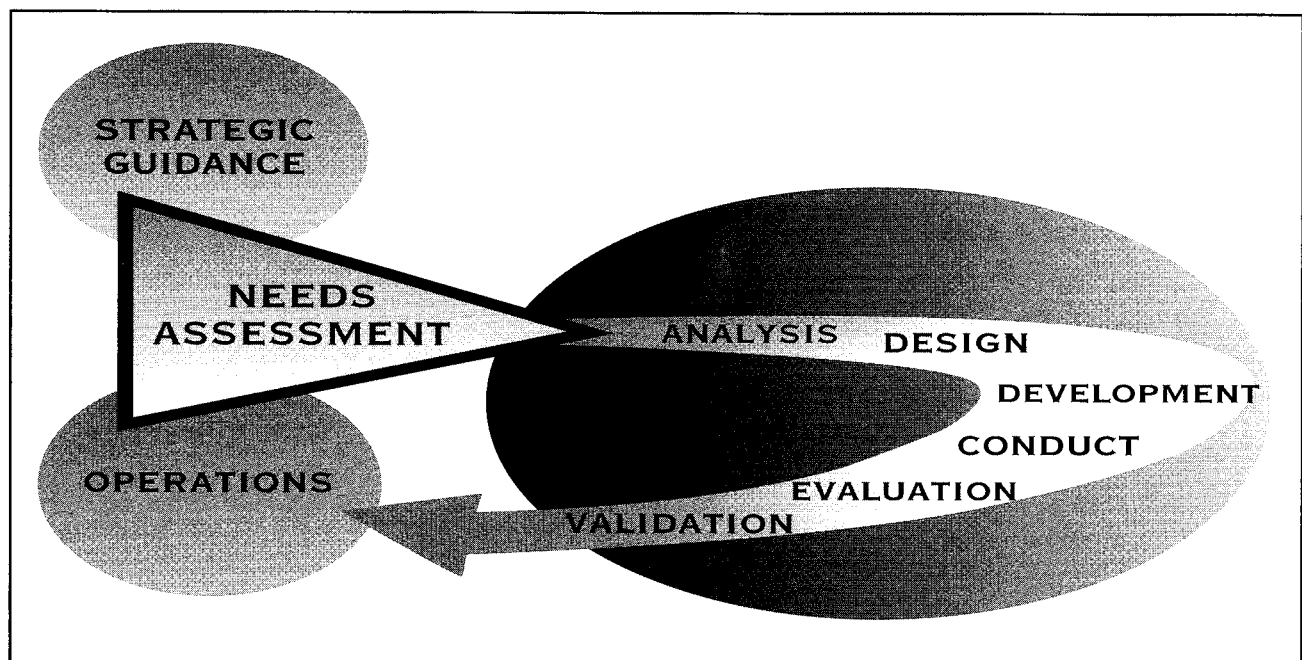 STRATEGIC
GUIDANCE
NEEDS
ASSESSMENT
ANALYSIS
DESIGN
DEVELOPMENT
CONDUCT
EVALUATION
VALIDATION
OPERATIONS